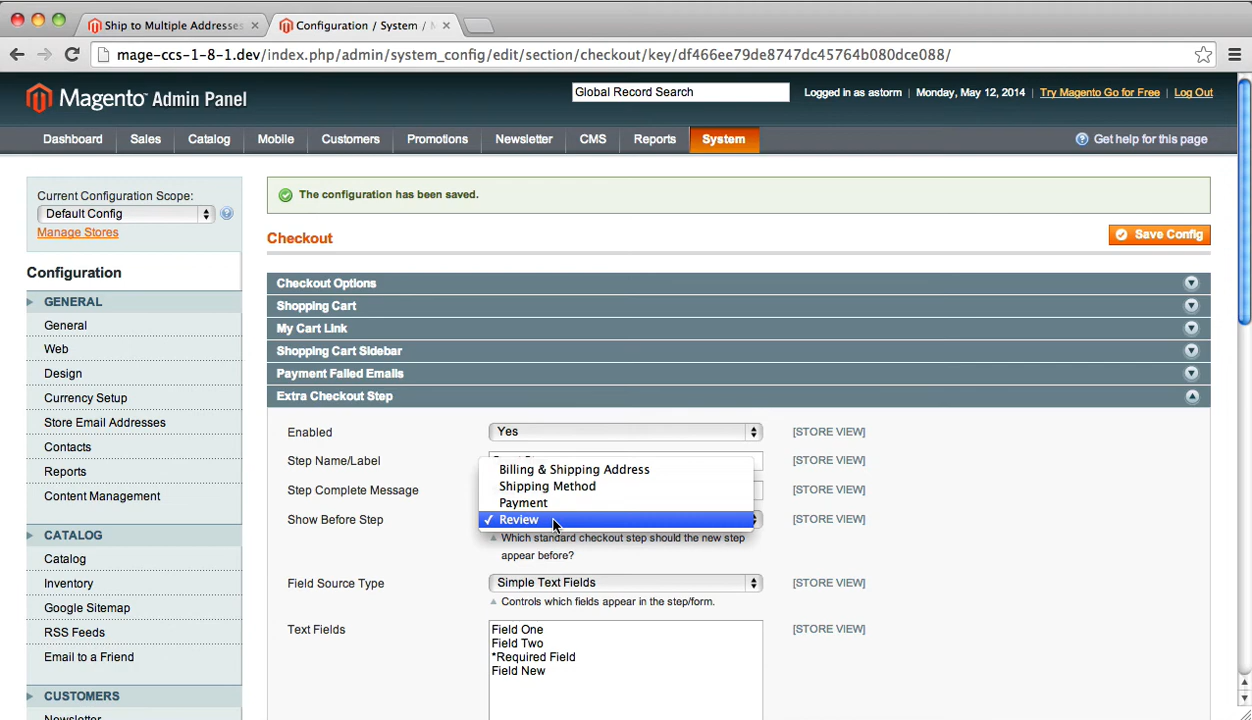 Ship to Multiple Addresses
Configuration / System / M
mage-ccs-1-8-1.dev/index.php/admin/system_config/edit/section/checkout/key/df466ee79de8747dc45764b080dce088/
Magento™ Admin Panel
Global Record Search
Logged in as astorm | Monday, May 12, 2014 | Try Magento Go for Free | Log Out
Dashboard Sales Catalog Mobile Customers Promotions Newsletter CMS Reports System
Get help for this page
Current Configuration Scope:
Default Config
Manage Stores
Configuration
GENERAL
General
Web
Design
Currency Setup
Store Email Addresses
Contacts
Reports
Content Management
CATALOG
Catalog
Inventory
Google Sitemap
RSS Feeds
Email to a Friend
CUSTOMERS
Newsletter
The configuration has been saved.
Checkout
Save Config
Checkout Options
Shopping Cart
My Cart Link
Shopping Cart Sidebar
Payment Failed Emails
Extra Checkout Step
Enabled Yes [STORE VIEW]
Step Name/Label [STORE VIEW]
Step Complete Message [STORE VIEW]
Show Before Step [STORE VIEW]
Billing & Shipping Address
Shipping Method
Payment
✓ Review
Which standard checkout step should the new step
appear before?
Field Source Type Simple Text Fields [STORE VIEW]
Controls which fields appear in the step/form.
Text Fields [STORE VIEW]
Field One
Field Two
*Required Field
Field New